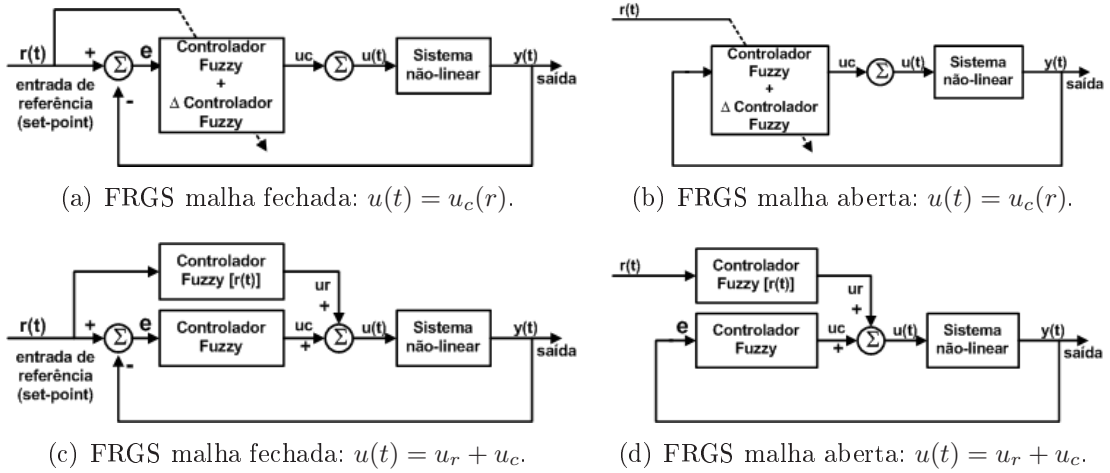 r(t)
+
Σ
-
e
entrada de
referência
(set-point)
Controlador
Fuzzy
+
Δ Controlador
Fuzzy
uc
Σ
u(t)
Sistema
não-linear
y(t)
saída
(a) FRGS malha fechada: u(t) = u_c(r).
r(t)
Controlador
Fuzzy
+
Δ Controlador
Fuzzy
uc
Σ
u(t)
Sistema
não-linear
y(t)
saída
(b) FRGS malha aberta: u(t) = u_c(r).
Controlador
Fuzzy [r(t)]
ur
+
r(t)
+
Σ
-
e
entrada de
referência
(set-point)
Controlador
Fuzzy
uc
+
Σ
u(t)
Sistema
não-linear
y(t)
saída
(c) FRGS malha fechada: u(t) = u_r + u_c.
r(t)
Controlador
Fuzzy [r(t)]
ur
+
e
Controlador
Fuzzy
uc
+
Σ
u(t)
Sistema
não-linear
y(t)
saída
(d) FRGS malha aberta: u(t) = u_r + u_c.